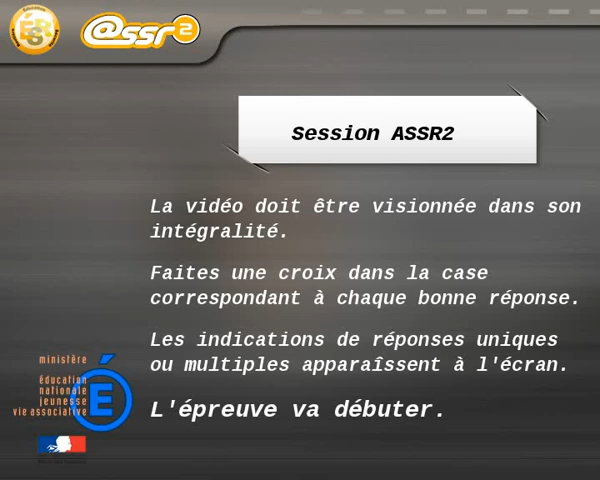 @ssr2
Session ASSR2
La vidéo doit être visionnée dans son
intégralité.
Faites une croix dans la case
correspondant à chaque bonne réponse.
Les indications de réponses uniques
ou multiples apparaîssent à l'écran.
L'épreuve va débuter.
ministère
éducation
nationale
jeunesse
vie associative
É